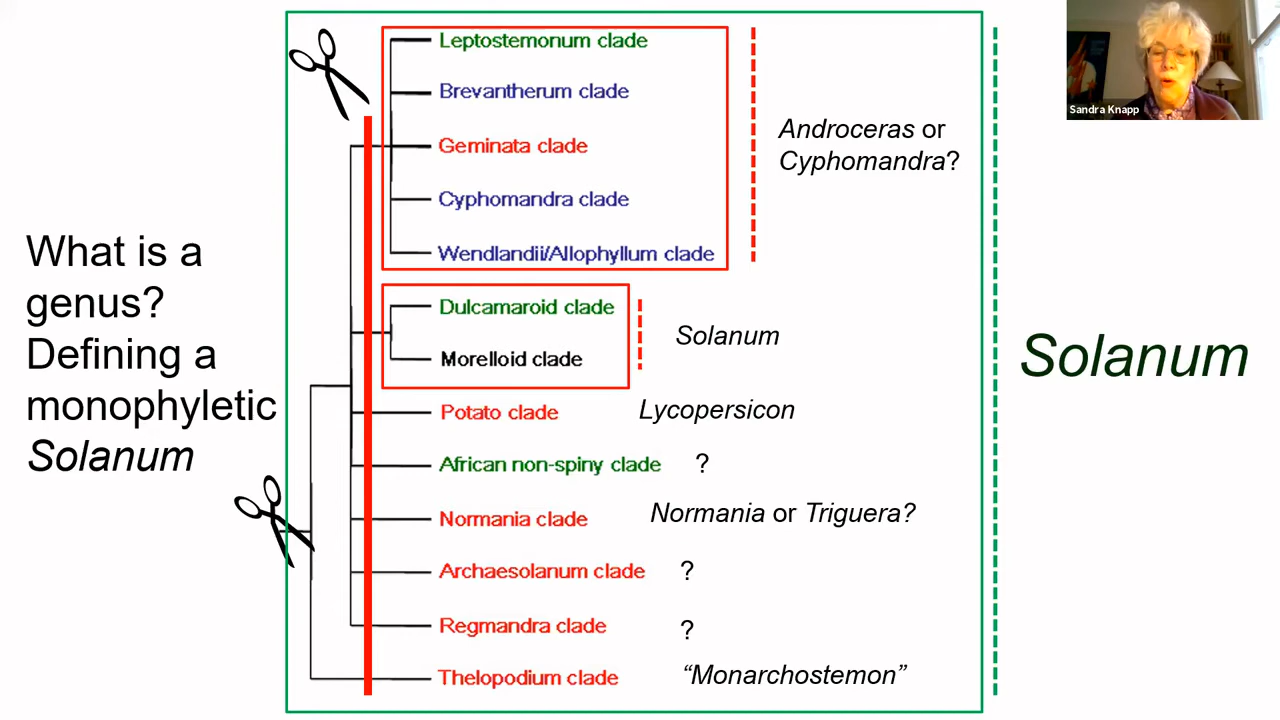 What is a
genus?
Defining a
monophyletic
Solanum
Leptostemonum clade
Brevantherum clade
Geminata clade
Cyphomandra clade
Wendlandii/Allophyllum clade
Androceras or
Cyphomandra?
Dulcamaroid clade
Morelloid clade
Solanum
Potato clade
Lycopersicon
African non-spiny clade
?
Normania clade
Normania or Triguera?
Archaesolanum clade
?
Regmandra clade
?
Thelopodium clade
“Monarchostemon”
Solanum
Sandra Knapp